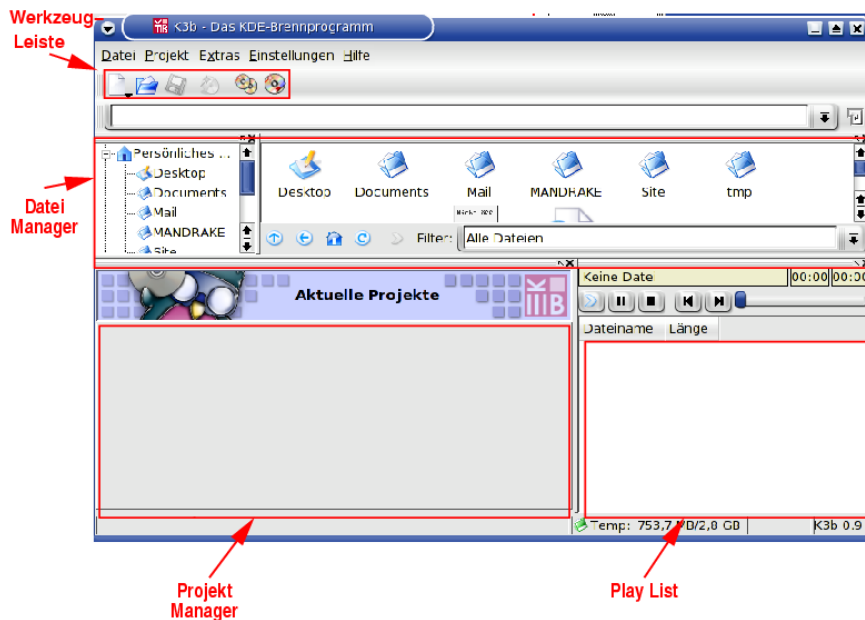 Werkzeug-
Leiste
K3b - Das KDE-Brennprogramm
Datei Projekt Extras Einstellungen Hilfe
Persönliches ...
Desktop
Documents
Mail
MANDRAKE
Site
Desktop Documents Mail MANDRAKE Site tmp
Filter: Alle Dateien
Datei
Manager
Aktuelle Projekte
Keine Date 00:00 00:00
Dateiname Länge
Temp: 753,7 MB/2,8 GB K3b 0.9
Projekt
Manager
Play List